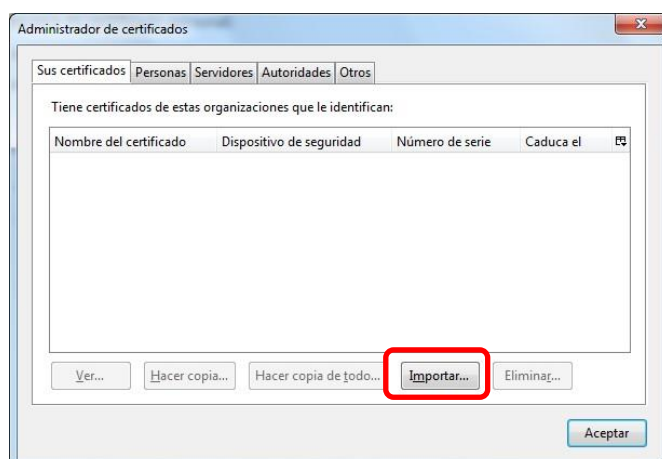 Administrador de certificados
Sus certificados Personas Servidores Autoridades Otros
Tiene certificados de estas organizaciones que le identifican:
Nombre del certificado Dispositivo de seguridad Número de serie Caduca el
Ver... Hacer copia... Hacer copia de todo... Importar... Eliminar...
Aceptar